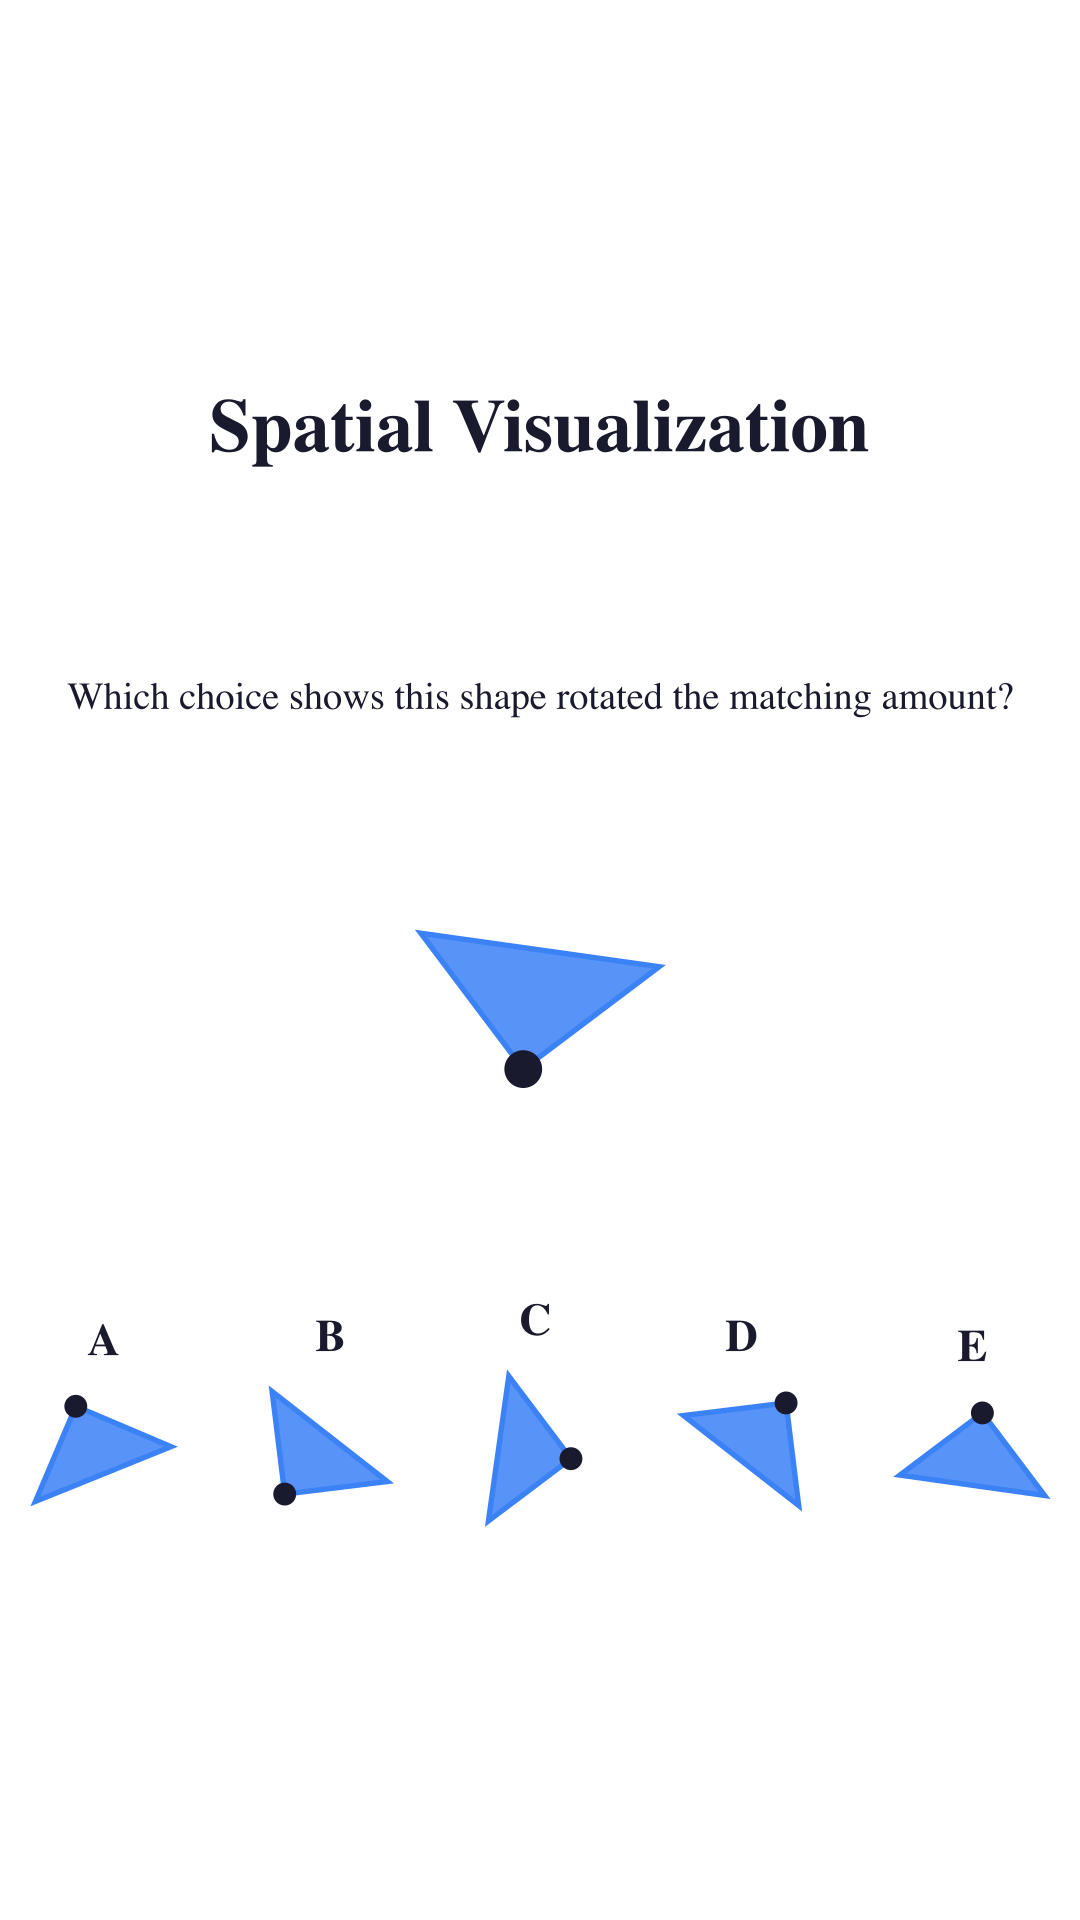 Spatial Visualization
Which choice shows this shape rotated the matching amount?
A
B
C
D
E